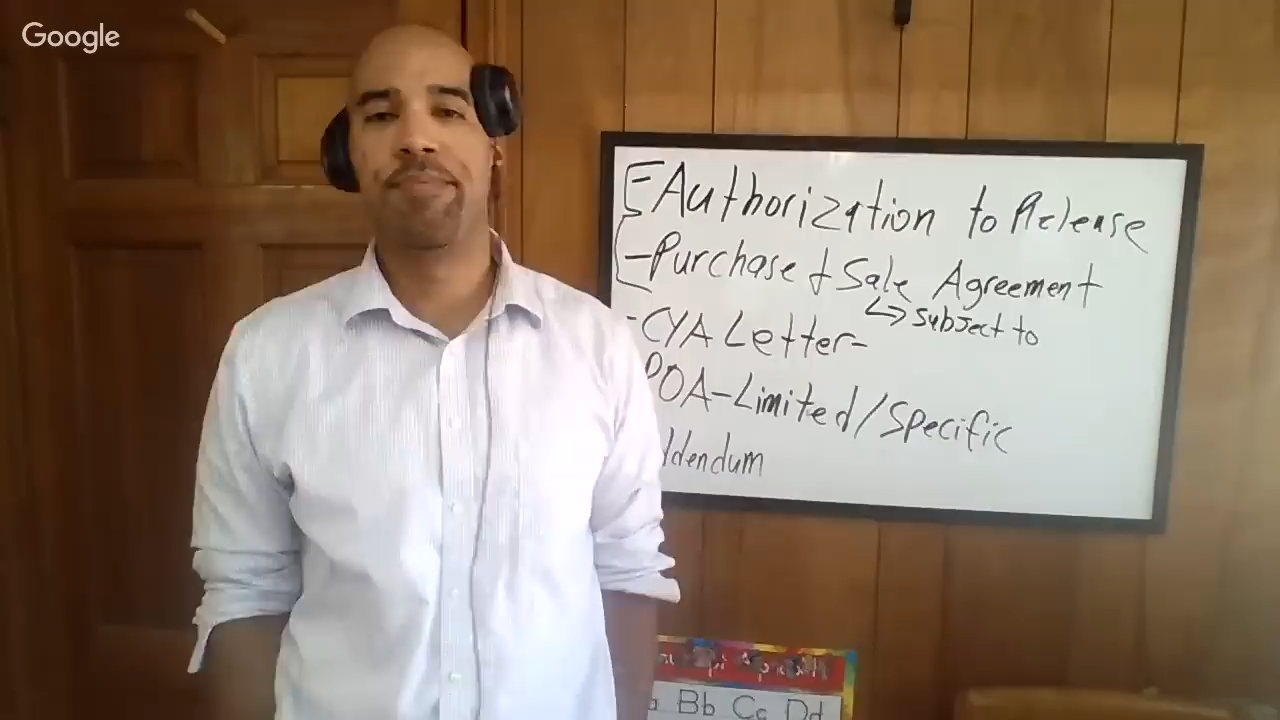 Google
- Authorization to Release
- Purchase & Sale Agreement
↳ Subject to
- CYA Letter -
POA - Limited / Specific
ddendum
Bb Cc Dd